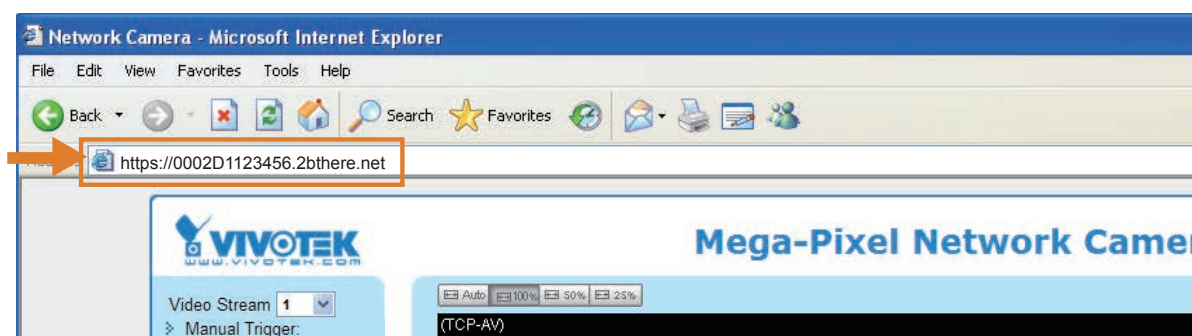 Network Camera - Microsoft Internet Explorer
File Edit View Favorites Tools Help
Back Search Favorites
https://0002D1123456.2bthere.net
VIVOTEK
www.vivotek.com
Mega-Pixel Network
Video Stream 1
Auto 100% 50% 25%
Manual Trigger:
(TCP-AV)